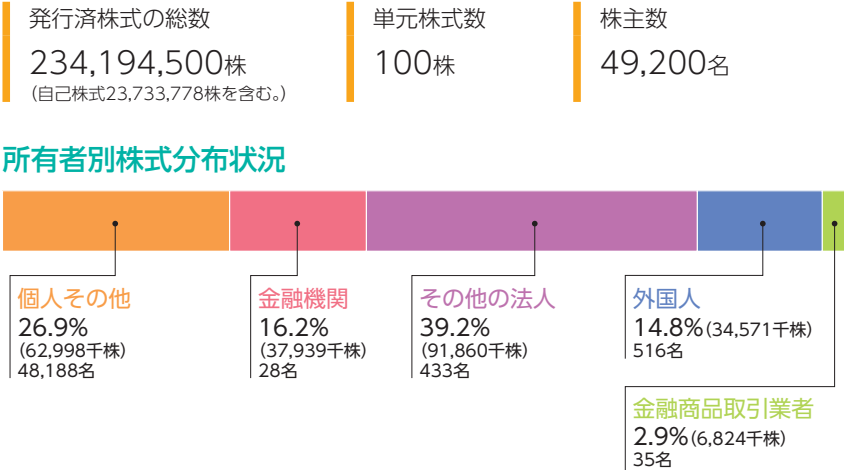 発行済株式の総数
234,194,500株
(自己株式23,733,778株を含む。)
単元株式数
100株
株主数
49,200名
所有者別株式分布状況
個人その他
26.9%
(62,998千株)
48,188名
金融機関
16.2%
(37,939千株)
28名
その他の法人
39.2%
(91,860千株)
433名
外国人
14.8%(34,571千株)
516名
金融商品取引業者
2.9%(6,824千株)
35名